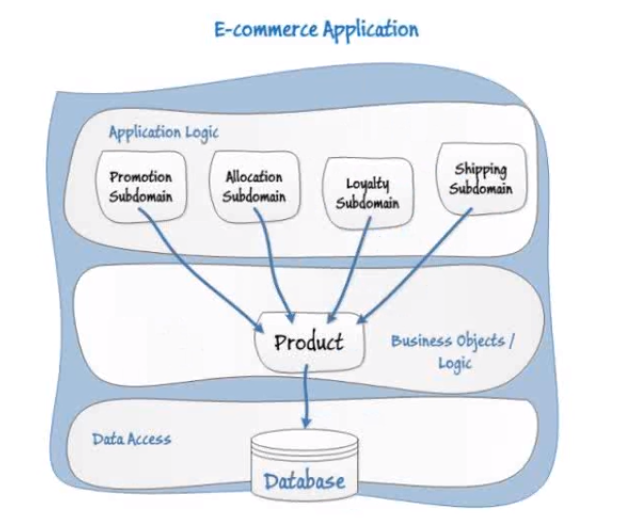 E-commerce Application
Application Logic
Promotion
Subdomain
Allocation
Subdomain
Loyalty
Subdomain
Shipping
Subdomain
Product
Business Objects /
Logic
Data Access
Database